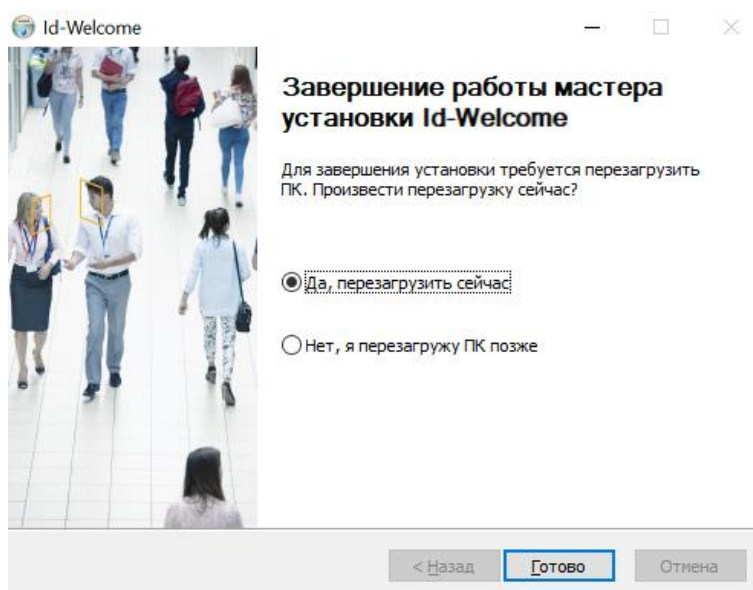 Id-Welcome
Завершение работы мастера
установки Id-Welcome
Для завершения установки требуется перезагрузить
ПК. Произвести перезагрузку сейчас?
Да, перезагрузить сейчас
Нет, я перезагружу ПК позже
< Назад
Готово
Отмена